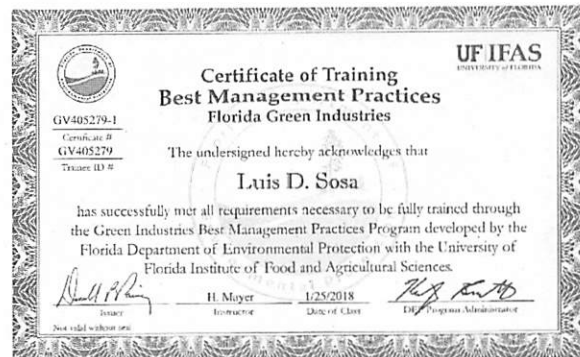 UF|IFAS
UNIVERSITY of FLORIDA
Certificate of Training
Best Management Practices
Florida Green Industries
GV405279-1
Certificate #
GV405279
Trainee ID #
The undersigned hereby acknowledges that
Luis D. Sosa
has successfully met all requirements necessary to be fully trained through
the Green Industries Best Management Practices Program developed by the
Florida Department of Environmental Protection with the University of
Florida Institute of Food and Agricultural Sciences.
H. Mayer
1/25/2018
Issuer
Instructor
Date of Class
DEP Program Administrator
Not valid without seal